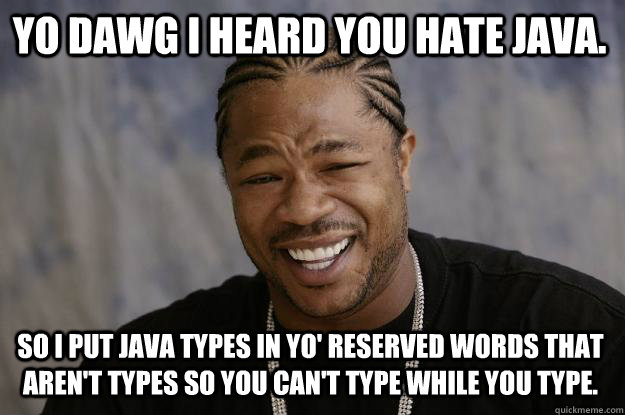 YO DAWG I HEARD YOU HATE JAVA.
SO I PUT JAVA TYPES IN YO' RESERVED WORDS THAT
AREN'T TYPES SO YOU CAN'T TYPE WHILE YOU TYPE.
quickmeme.com